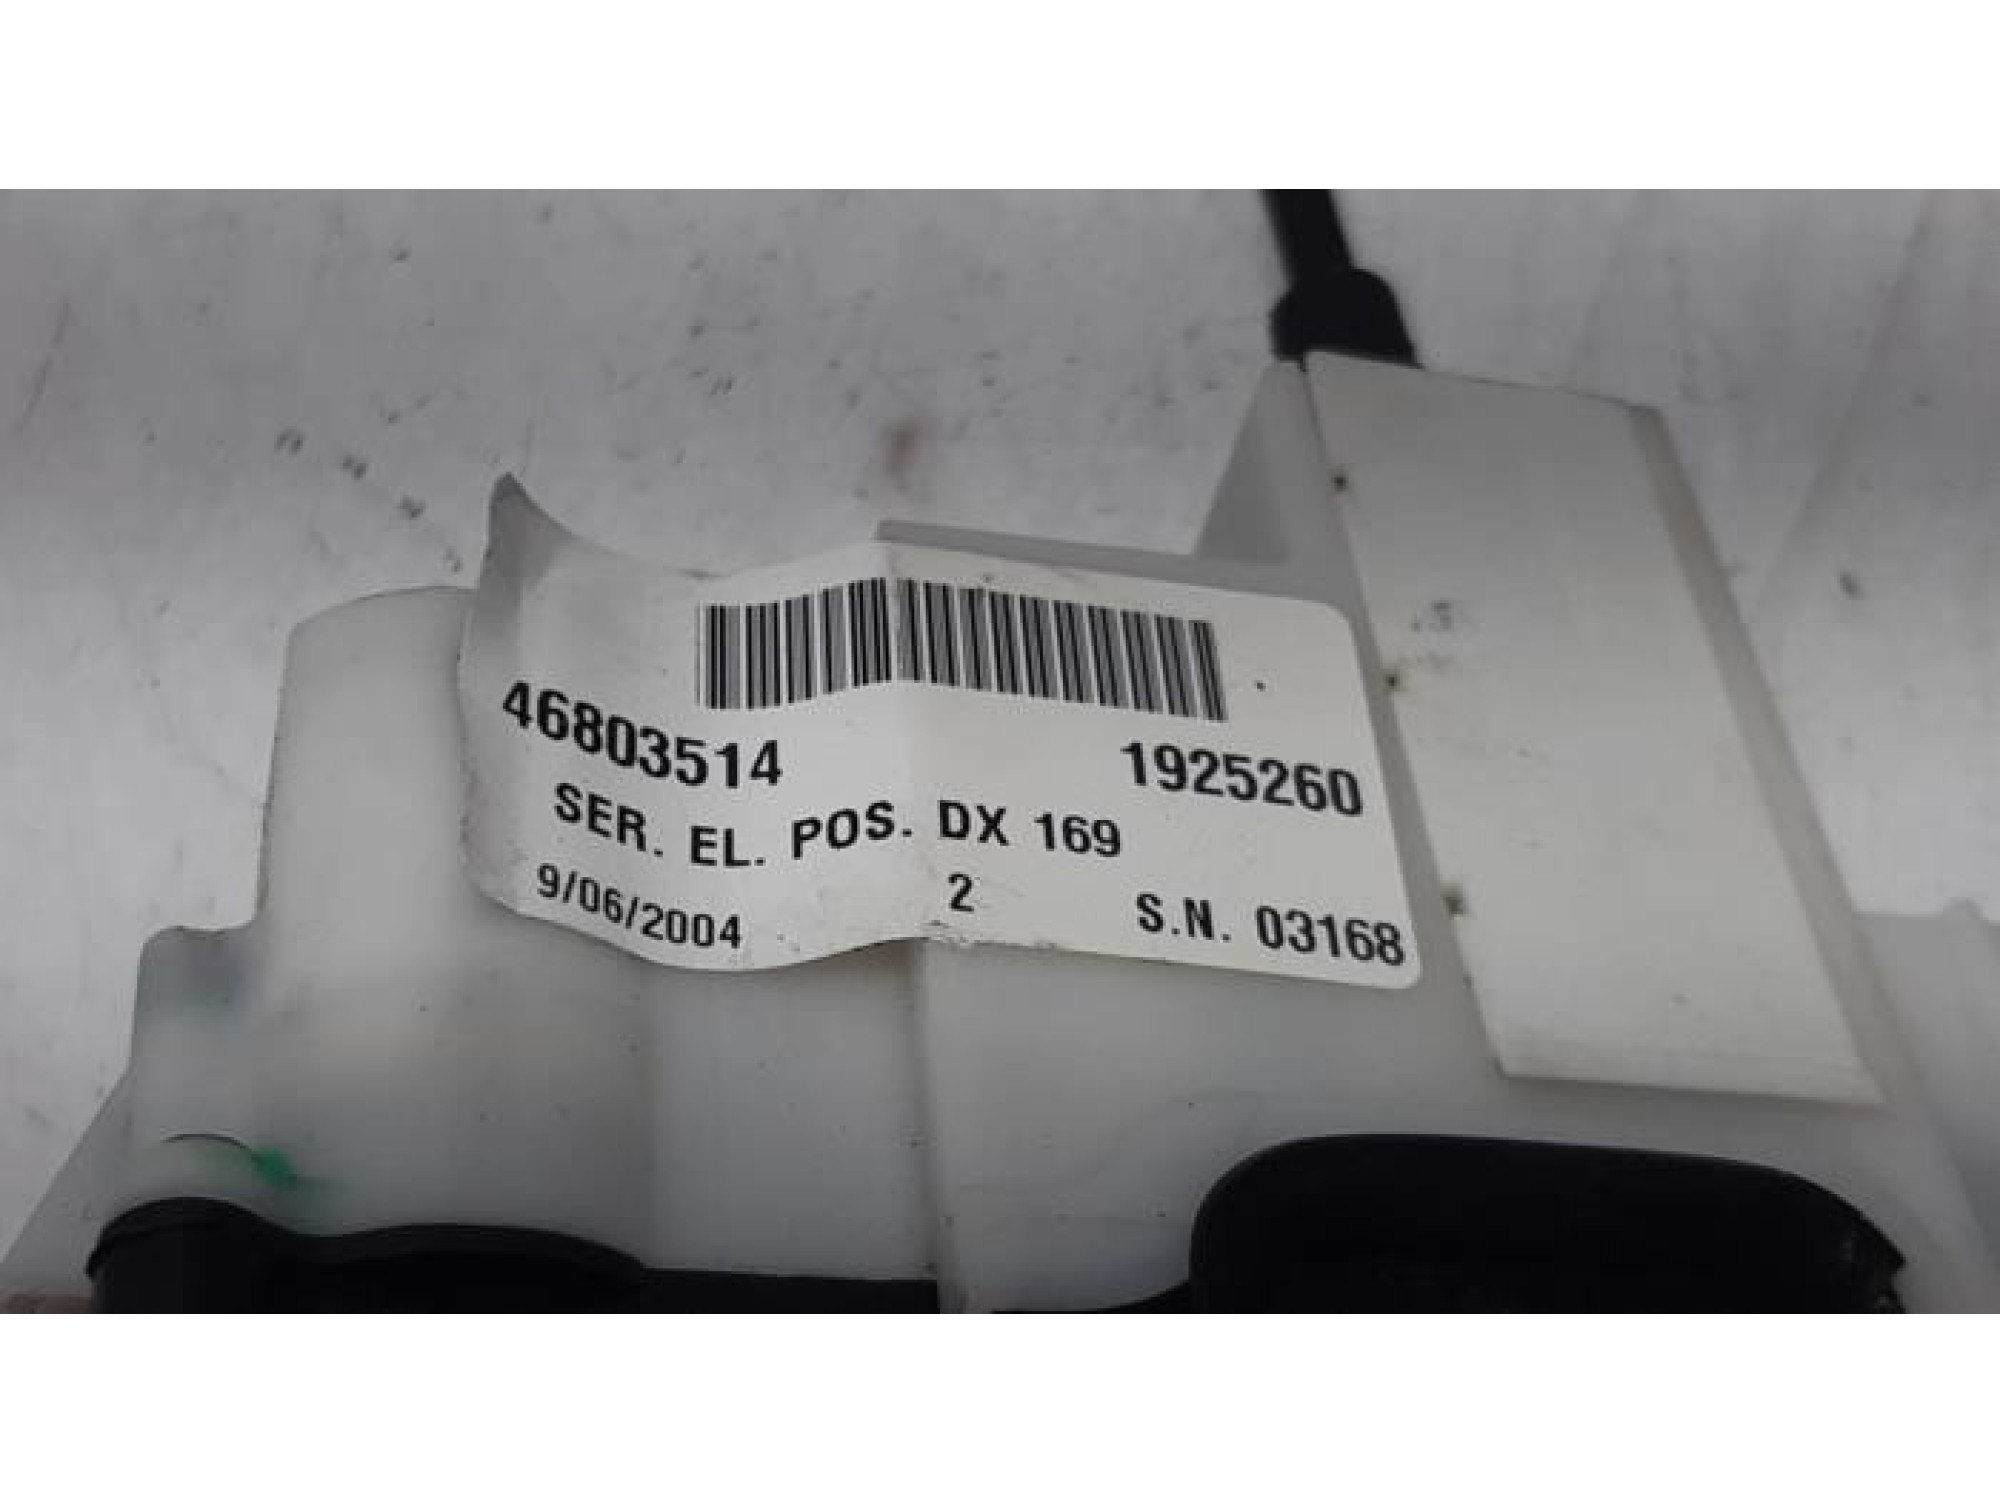 46803514 1925260
SER. EL. POS. DX 169
9/06/2004 2 S.N. 03168